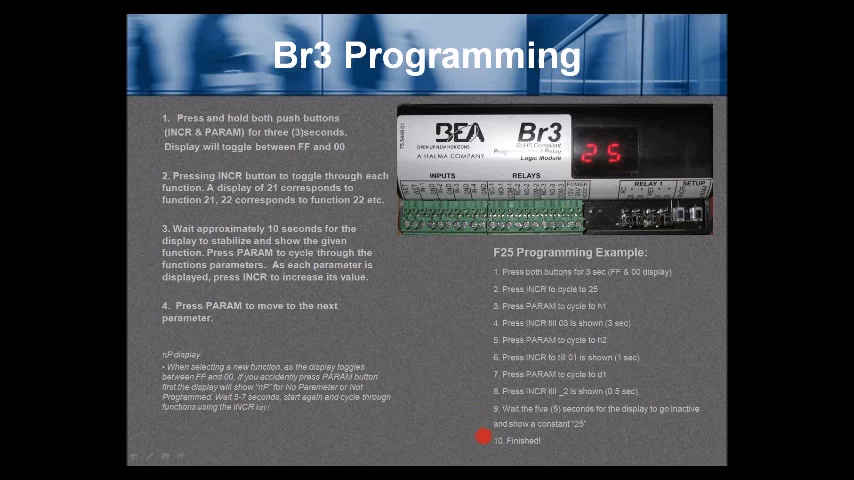 Br3 Programming
1. Press and hold both push buttons
(INCR & PARAM) for three (3)seconds.
Display will toggle between FF and 00
2. Pressing INCR button to toggle through each
function. A display of 21 corresponds to
function 21, 22 corresponds to function 22 etc.
3. Wait approximately 10 seconds for the
display to stabilize and show the given
function. Press PARAM to cycle through the
functions parameters. As each parameter is
displayed, press INCR to increase its value.
4. Press PARAM to move to the next
parameter.
nP display
• When selecting a new function, as the display toggles
between FF and 00, if you accidently press PARAM button
first the display will show "nP" for No Parameter or Not
Programmed. Wait 5-7 seconds, start again and cycle through
functions using the INCR key!
BEA
OPEN UP NEW HORIZONS
A HALMA COMPANY
Br3
RoHS Compliant
Logic Module
25
INPUTS
RELAYS
RELAY 1
SETUP
F25 Programming Example:
1. Press both buttons for 3 sec (FF & 00 display)
2. Press INCR to cycle to 25
3. Press PARAM to cycle to h1
4. Press INCR till 03 is shown (3 sec)
5. Press PARAM to cycle to h2
6. Press INCR to till 01 is shown (1 sec)
7. Press PARAM to cycle to d1
8. Press INCR till _2 is shown (0.5 sec)
9. Wait the five (5) seconds for the display to go inactive
and show a constant "25"
10. Finished!